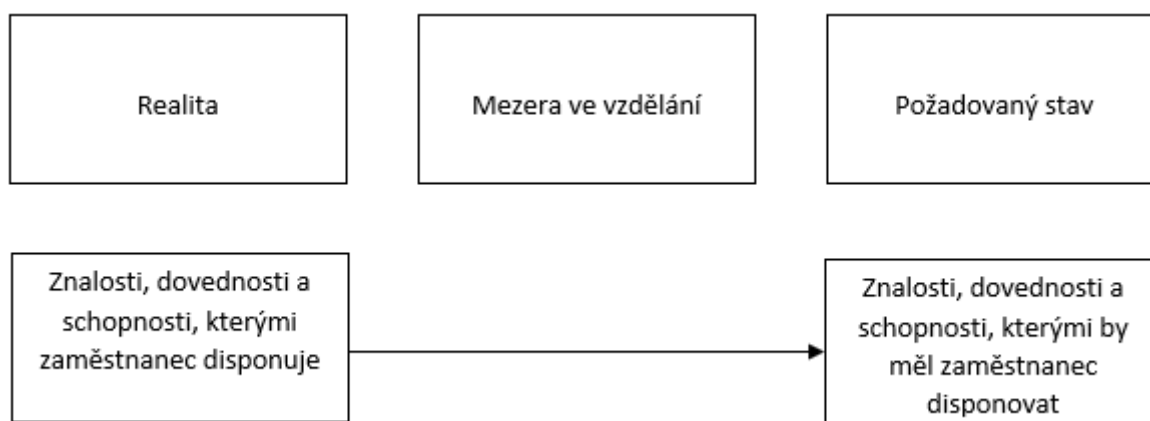 Realita
Mezera ve vzdělání
Požadovaný stav
Znalosti, dovednosti a
schopnosti, kterými
zaměstnanec disponuje
Znalosti, dovednosti a
schopnosti, kterými by
měl zaměstnanec
disponovat